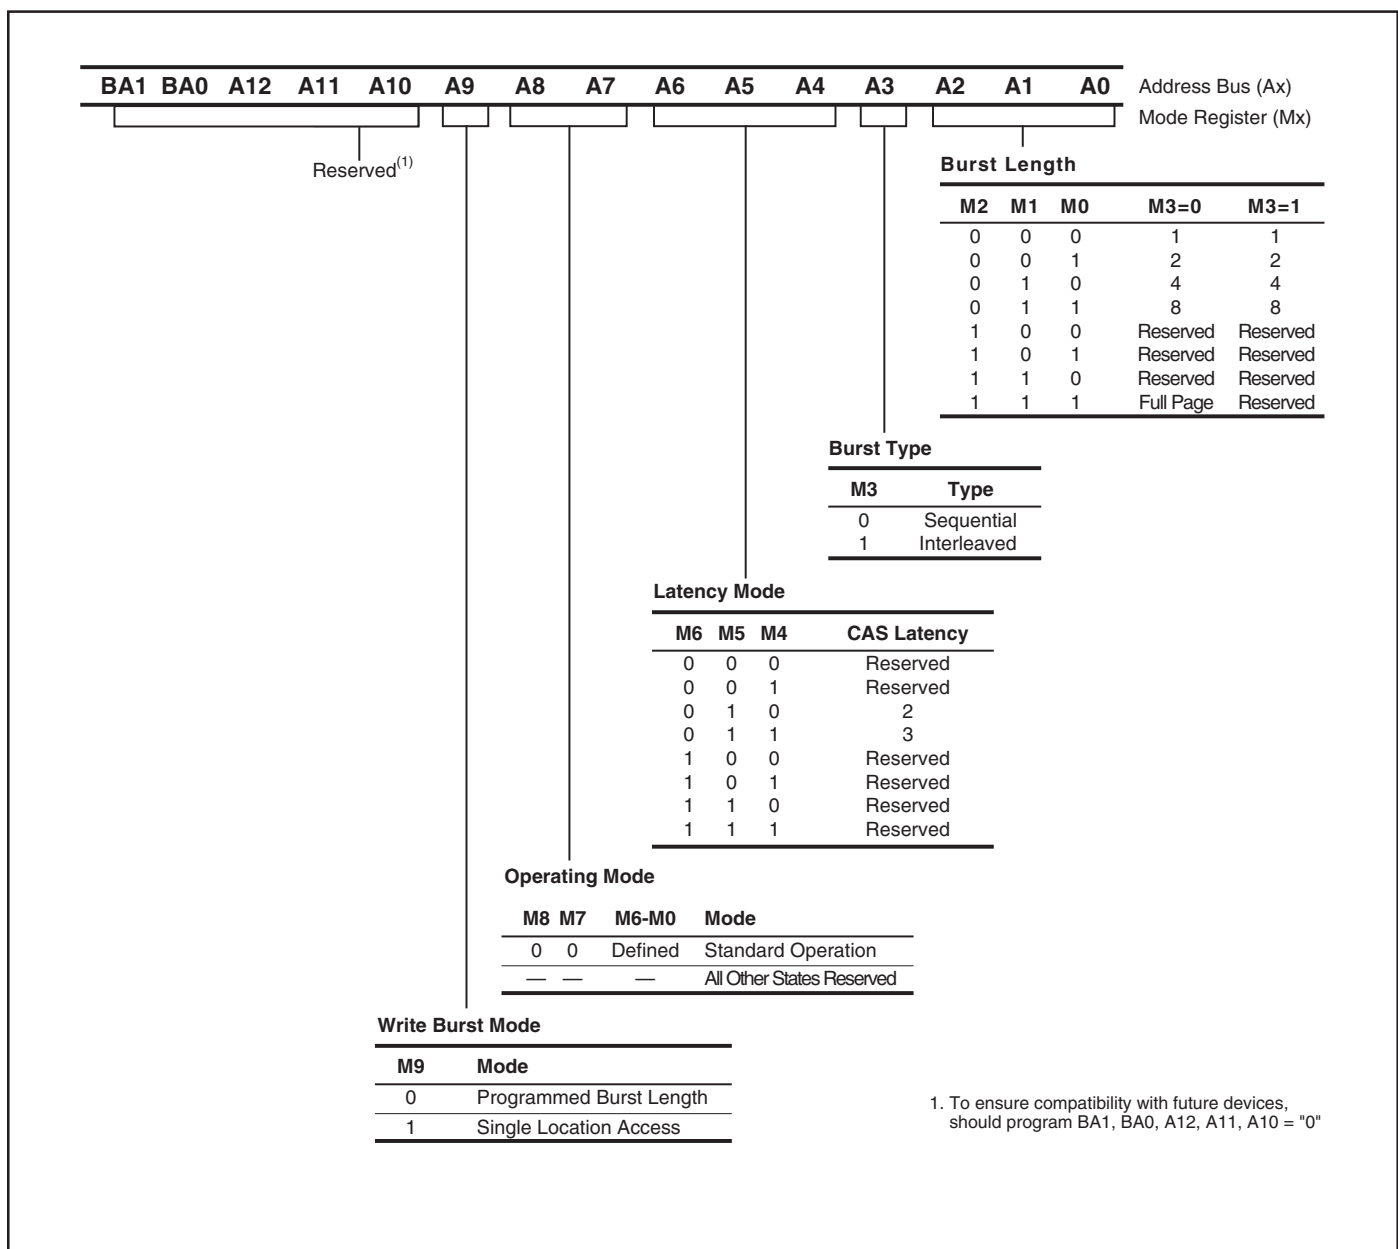 BA1 BA0 A12 A11 A10 A9 A8 A7 A6 A5 A4 A3 A2 A1 A0 Address Bus (Ax)
Mode Register (Mx)
Reserved(1)
Burst Length
M2 M1 M0 M3=0 M3=1
0 0 0 1 1
0 0 1 2 2
0 1 0 4 4
0 1 1 8 8
1 0 0 Reserved Reserved
1 0 1 Reserved Reserved
1 1 0 Reserved Reserved
1 1 1 Full Page Reserved
Burst Type
M3 Type
0 Sequential
1 Interleaved
Latency Mode
M6 M5 M4 CAS Latency
0 0 0 Reserved
0 0 1 Reserved
0 1 0 2
0 1 1 3
1 0 0 Reserved
1 0 1 Reserved
1 1 0 Reserved
1 1 1 Reserved
Operating Mode
M8 M7 M6-M0 Mode
0 0 Defined Standard Operation
— — — All Other States Reserved
Write Burst Mode
M9 Mode
0 Programmed Burst Length
1 Single Location Access
1. To ensure compatibility with future devices,
should program BA1, BA0, A12, A11, A10 = "0"